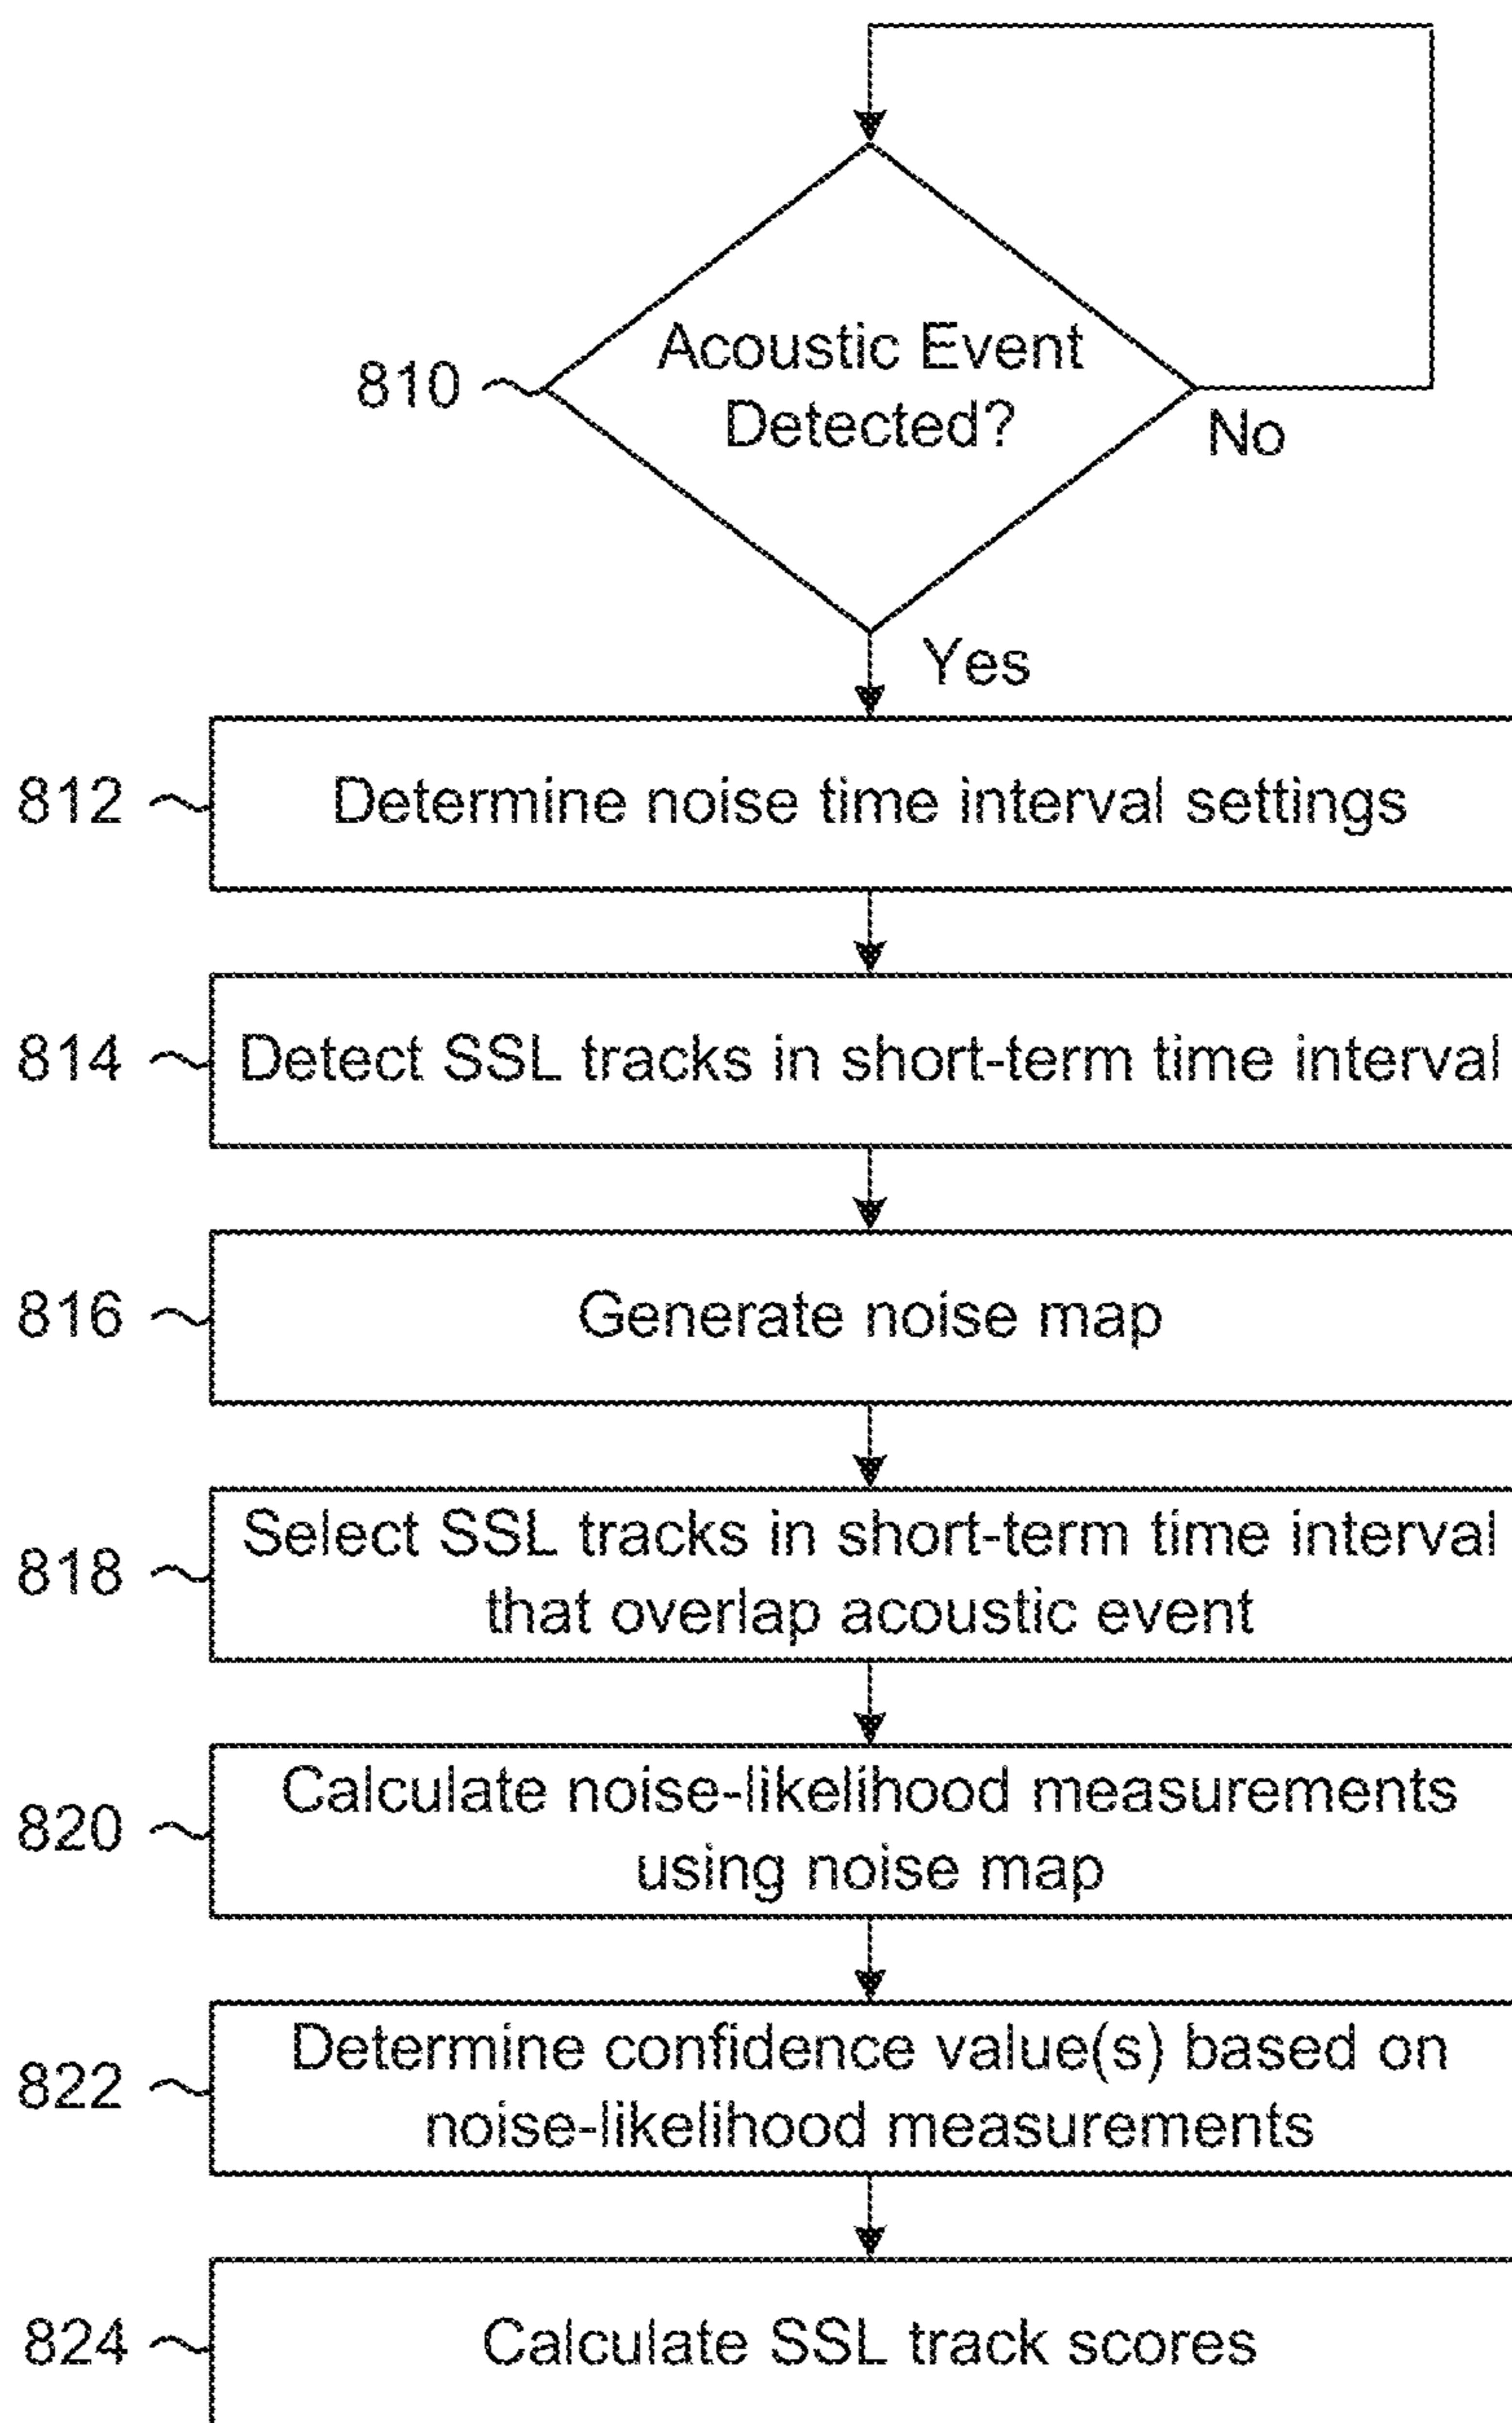 Acoustic Event
Detected?
810
No
Yes
812
Determine noise time interval settings
814
Detect SSL tracks in short-term time interval
816
Generate noise map
818
Select SSL tracks in short-term time interval
that overlap acoustic event
820
Calculate noise-likelihood measurements
using noise map
822
Determine confidence value(s) based on
noise-likelihood measurements
824
Calculate SSL track scores